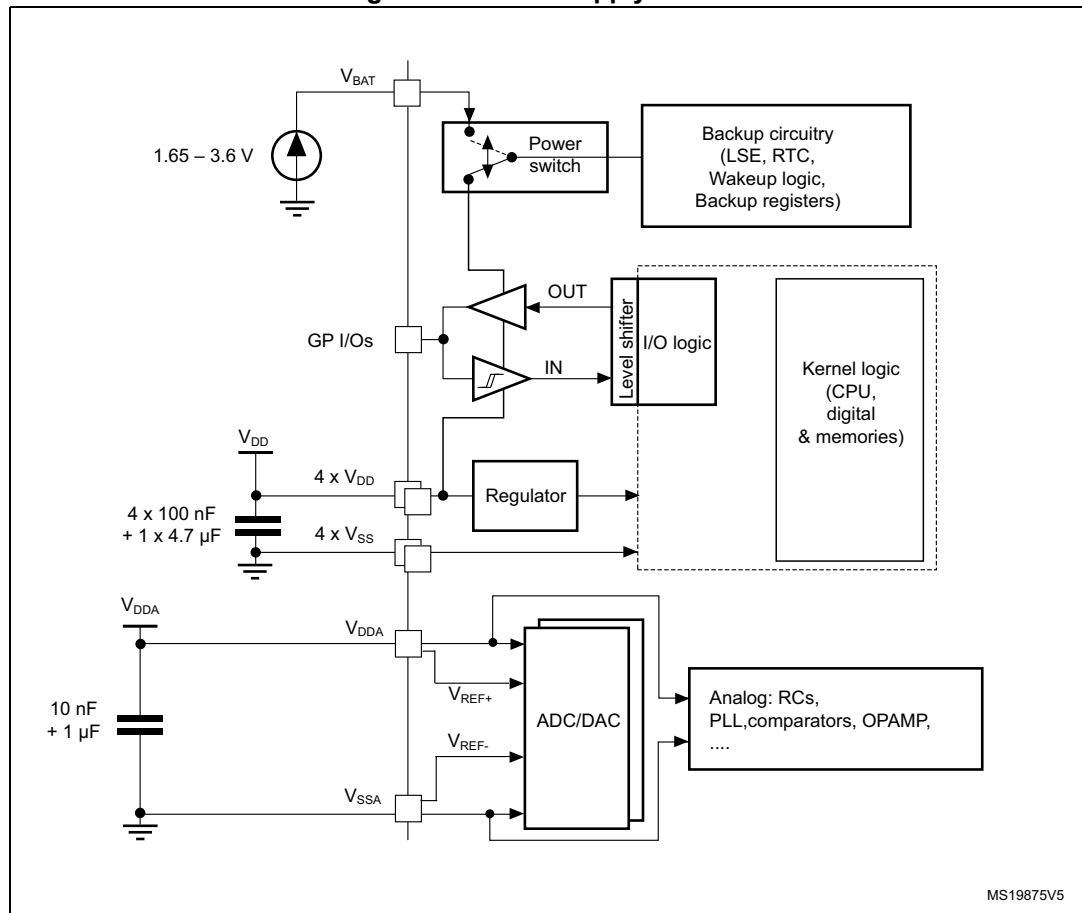 V_BAT
1.65 – 3.6 V
Power
switch
Backup circuitry
(LSE, RTC,
Wakeup logic,
Backup registers)
GP I/Os
OUT
IN
Level shifter
I/O logic
Kernel logic
(CPU,
digital
& memories)
V_DD
4 x V_DD
Regulator
4 x 100 nF
+ 1 x 4.7 µF
4 x V_SS
V_DDA
V_DDA
V_REF+
10 nF
+ 1 µF
ADC/DAC
V_REF-
V_SSA
Analog: RCs,
PLL,comparators, OPAMP,
....
MS19875V5